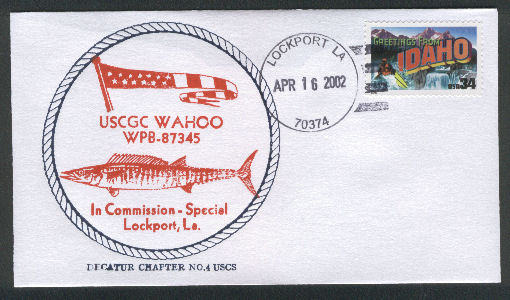 USCGC WAHOO
WPB-87345
In Commission - Special
Lockport, La.
DECATUR CHAPTER NO.4 USCS
LOCKPORT LA
APR 16 2002
70374
GREETINGS FROM
IDAHO
USA 34